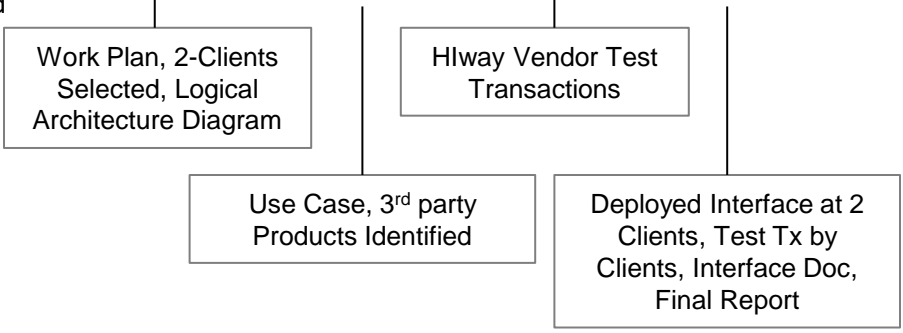 Work Plan, 2-Clients
Selected, Logical
Architecture Diagram
HIway Vendor Test
Transactions
Use Case, 3rd party
Products Identified
Deployed Interface at 2
Clients, Test Tx by
Clients, Interface Doc,
Final Report